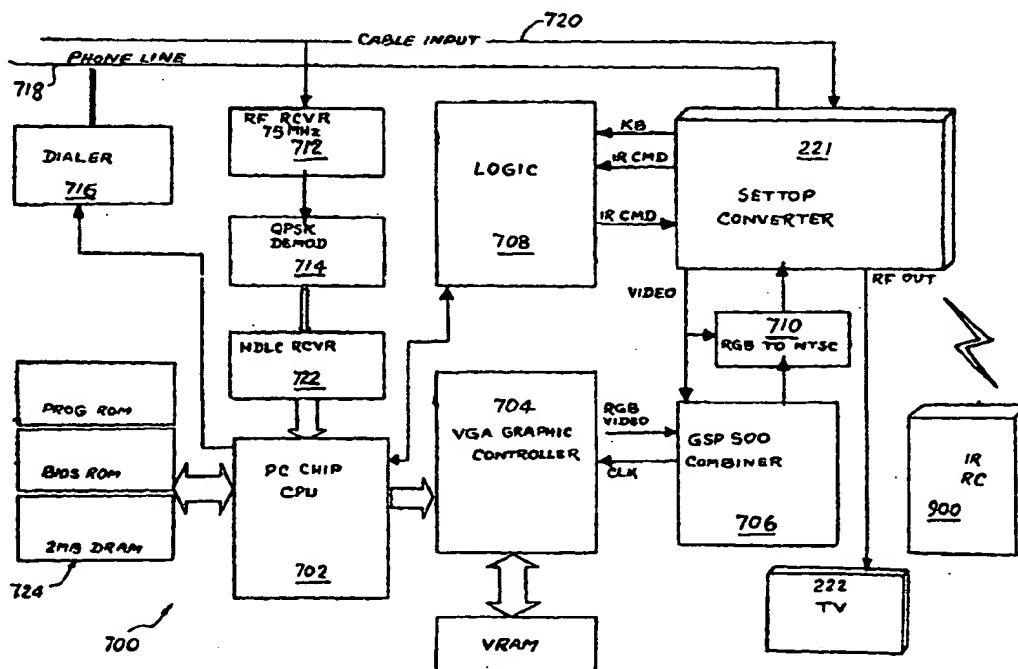 720
CABLE INPUT
PHONE LINE
718
RF RCVR
75 MHz
712
DIALER
716
LOGIC
708
KB
IR CMD
IR CMD
221
SETTOP
CONVERTER
QPSK
DEMOD
714
VIDEO
RF OUT
710
RGB TO NTSC
HDLC RCVR
722
PROG ROM
BIOS ROM
2MB DRAM
724
PC CHIP
CPU
702
704
VGA GRAPHIC
CONTROLLER
RGB
VIDEO
CLK
GSP 500
COMBINER
706
IR
RC
900
222
TV
700
VRAM